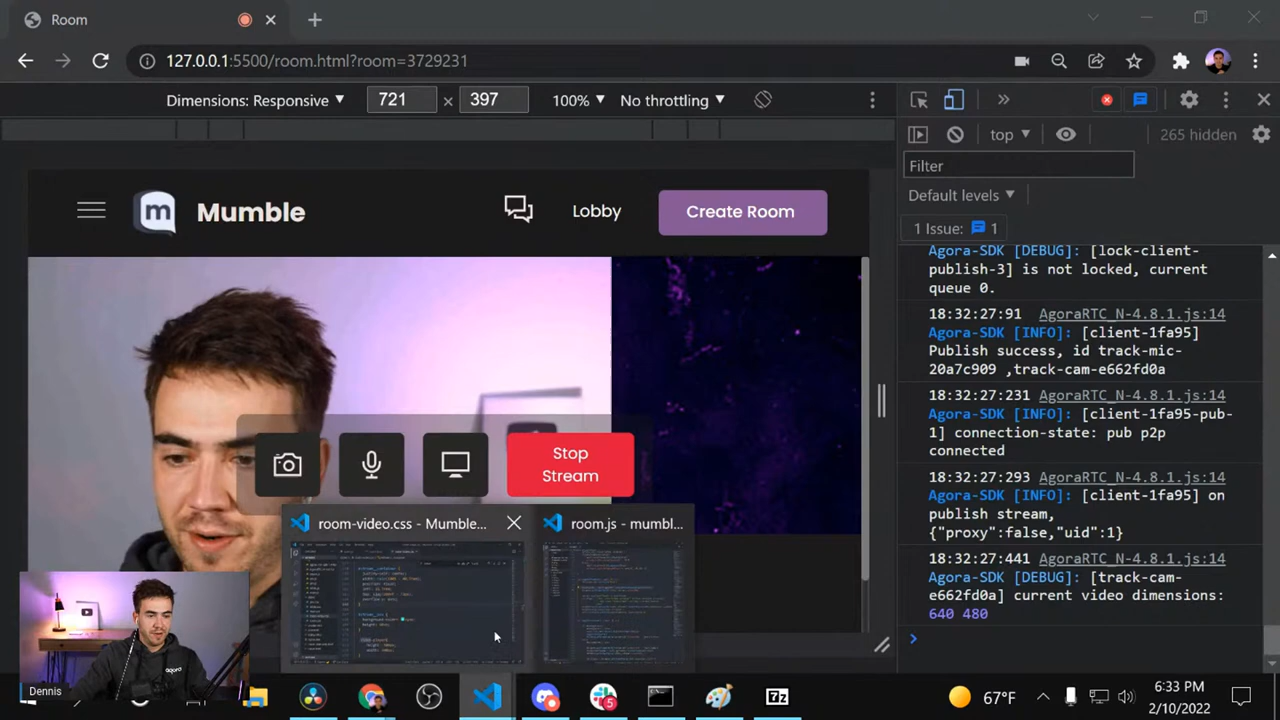 Room
127.0.0.1:5500/room.html?room=3729231
Dimensions: Responsive 721 × 397 100% No throttling
top 265 hidden
Filter
Default levels
1 Issue: 1
m Mumble Lobby Create Room
Agora-SDK [DEBUG]: [lock-client-
publish-3] is not locked, current
queue 0.
18:32:27:91 AgoraRTC_N-4.8.1.js:14
Agora-SDK [INFO]: [client-1fa95]
Publish success, id track-mic-
20a7c909 ,track-cam-e662fd0a
18:32:27:231 AgoraRTC_N-4.8.1.js:14
Agora-SDK [INFO]: [client-1fa95-pub-
1] connection-state: pub p2p
connected
18:32:27:293 AgoraRTC_N-4.8.1.js:14
Agora-SDK [INFO]: [client-1fa95] on
publish stream,
18:32:27:442 AgoraRTC_N-4.8.1.js:14
Agora-SDK [DEBUG]: [track-cam-
e662fd0a] current video dimensions:
640 480
Stop
Stream
room-video.css - Mumble...
room.js - mumbl...
agora
Dennis
5
7z
67°F
6:33 PM
2/10/2022